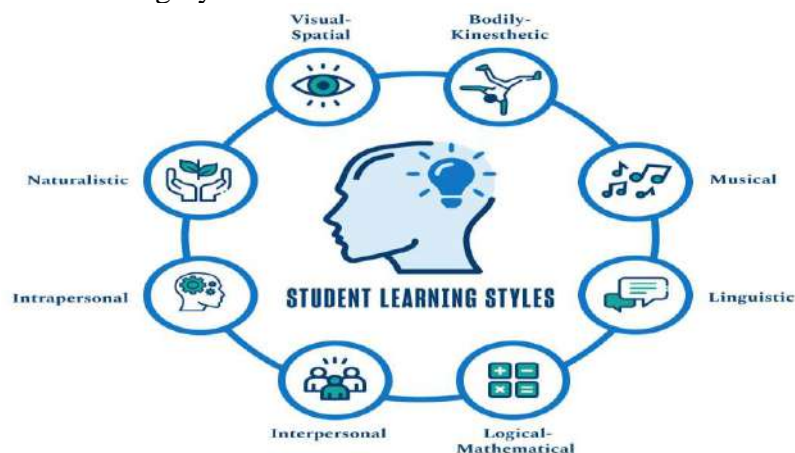 Visual-
Spatial
Bodily-
Kinesthetic
Naturalistic
Musical
Intrapersonal
STUDENT LEARNING STYLES
Linguistic
Interpersonal
Logical-
Mathematical